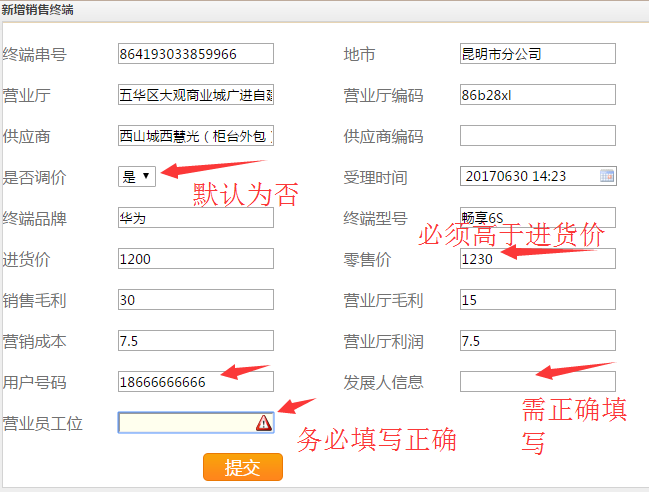 新增销售终端
终端串号 864193033859966 地市 昆明市分公司
营业厅 五华区大观商业城广进自 营业厅编码 86b28xl
供应商 西山城西慧光（柜台外包） 供应商编码
是否调价 是 受理时间 20170630 14:23
默认为否
终端品牌 华为 终端型号 畅享6S
必须高于进货价
进货价 1200 零售价 1230
销售毛利 30 营业厅毛利 15
营销成本 7.5 营业厅利润 7.5
用户号码 18666666666 发展人信息
需正确填写
营业员工位
务必填写正确
提交